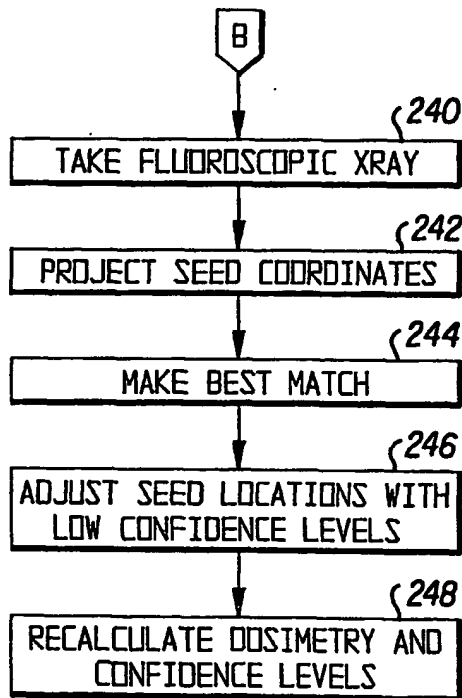 B
240
TAKE FLUOROSCOPIC XRAY
242
PROJECT SEED COORDINATES
244
MAKE BEST MATCH
246
ADJUST SEED LOCATIONS WITH
LOW CONFIDENCE LEVELS
248
RECALCULATE DOSIMETRY AND
CONFIDENCE LEVELS